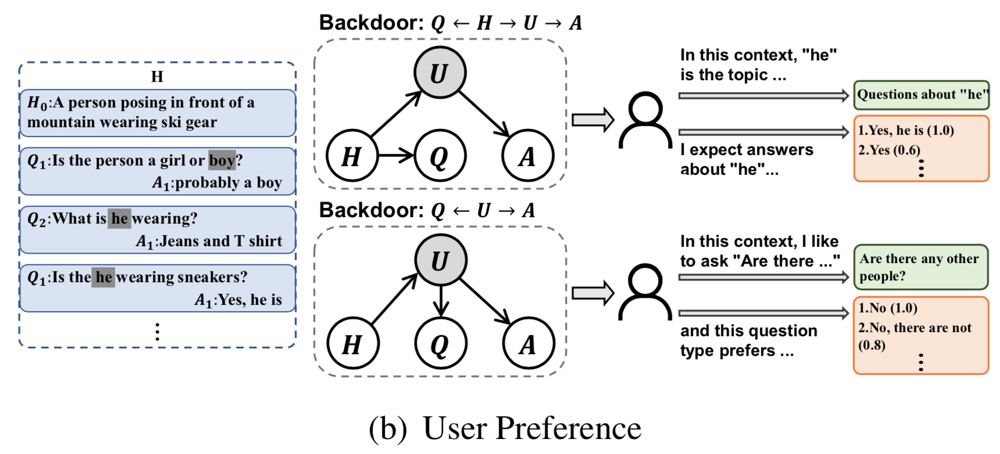 H
H₀:A person posing in front of a
mountain wearing ski gear
Q₁:Is the person a girl or boy?
A₁:probably a boy
Q₂:What is he wearing?
A₁:Jeans and T shirt
Q₁:Is the he wearing sneakers?
A₁:Yes, he is
⋮
Backdoor: Q ← H → U → A
U
H
Q
A
In this context, "he"
is the topic ...
I expect answers
about "he"...
Questions about "he"
1.Yes, he is (1.0)
2.Yes (0.6)
⋮
Backdoor: Q ← U → A
U
H
Q
A
In this context, I like
to ask "Are there ..."
and this question
type prefers ...
Are there any other
people?
1.No (1.0)
2.No, there are not
(0.8)
⋮
(b) User Preference